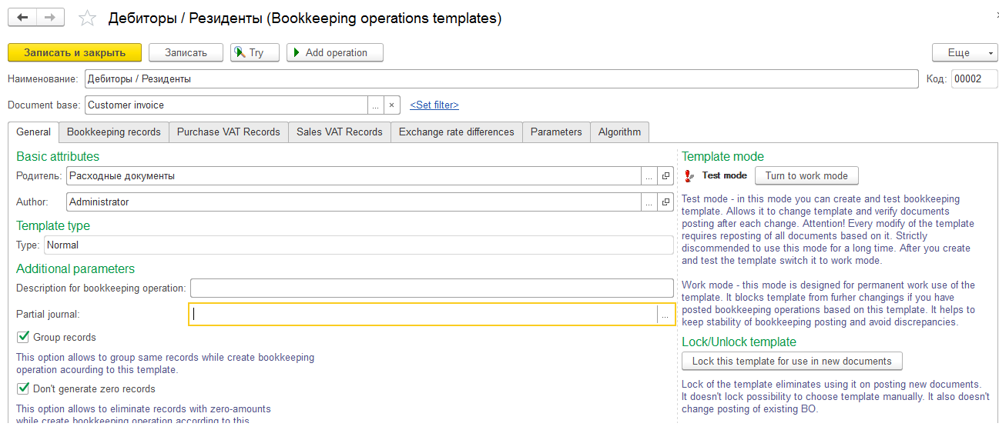 Дебиторы / Резиденты (Bookkeeping operations templates)
Записать и закрыть Записать Try Add operation Еще
Наименование: Дебиторы / Резиденты Код: 00002
Document base: Customer invoice ... × <Set filter>
General Bookkeeping records Purchase VAT Records Sales VAT Records Exchange rate differences Parameters Algorithm
Basic attributes
Родитель: Расходные документы ...
Author: Administrator ...
Template type
Type: Normal
Additional parameters
Description for bookkeeping operation:
Partial journal: ...
Group records
This option allows to group same records while create bookkeeping
operation acourding to this template.
Don't generate zero records
This option allows to eliminate records with zero-amounts
while create bookkeeping operation according to this
Template mode
Test mode Turn to work mode
Test mode - in this mode you can create and test bookkeeping
template. Allows it to change template and verify documents
posting after each change. Attention! Every modify of the template
requires reposting of all documents based on it. Strictly
discommended to use this mode for a long time. After you create
and test the template switch it to work mode.
Work mode - this mode is designed for permanent work use of the
template. It blocks template from furher changings if you have
posted bookkeeping operations based on this template. It helps to
keep stability of bookkeeping posting and avoid discrepancies.
Lock/Unlock template
Lock this template for use in new documents
Lock of the template eliminates using it on posting new documents.
It doesn't lock possibility to choose template manually. It also doesn't
change posting of existing BO.